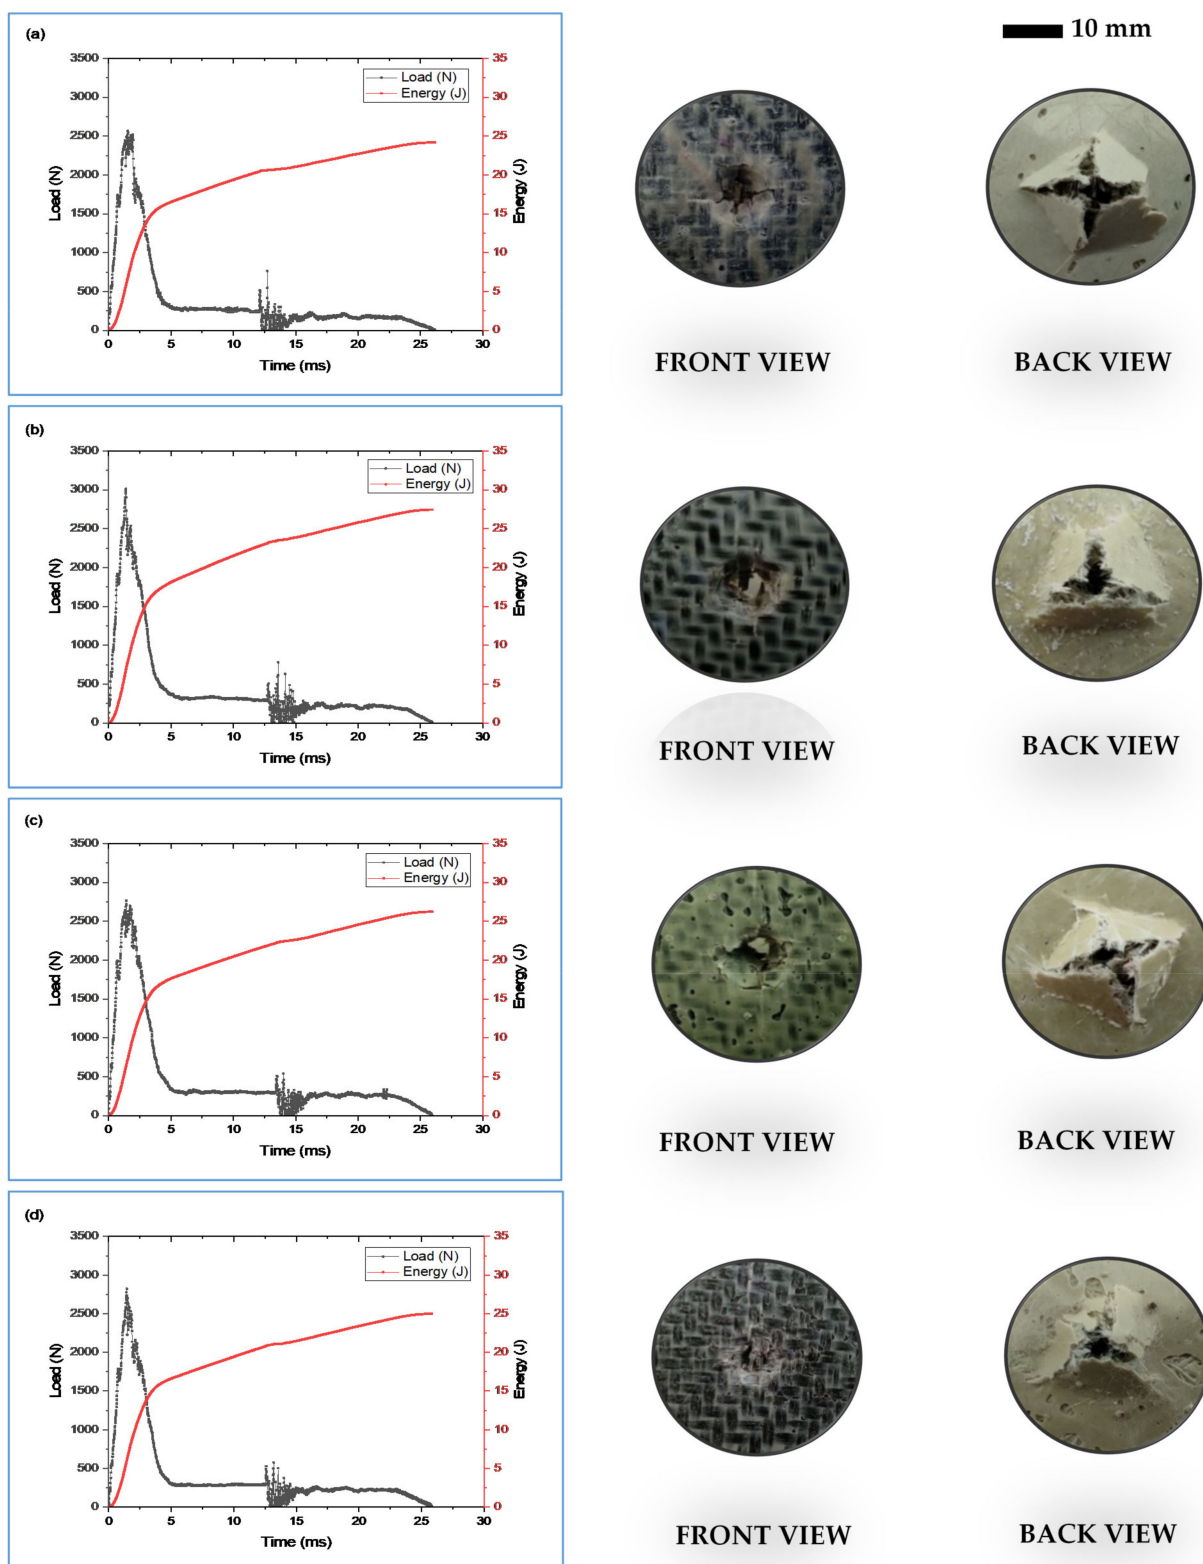 (a)
10 mm
3500
3000
2500
2000
1500
1000
500
0
Load (N)
35
30
25
20
15
10
5
0
Energy (J)
Load (N)
Energy (J)
0 5 10 15 20 25 30
Time (ms)
FRONT VIEW
BACK VIEW
(b)
3500
3000
2500
2000
1500
1000
500
0
Load (N)
35
30
25
20
15
10
5
0
Energy (J)
Load (N)
Energy (J)
0 5 10 15 20 25 30
Time (ms)
FRONT VIEW
BACK VIEW
(c)
3500
3000
2500
2000
1500
1000
500
0
Load (N)
35
30
25
20
15
10
5
0
Energy (J)
Load (N)
Energy (J)
0 5 10 15 20 25 30
Time (ms)
FRONT VIEW
BACK VIEW
(d)
3500
3000
2500
2000
1500
1000
500
0
Load (N)
35
30
25
20
15
10
5
0
Energy (J)
Load (N)
Energy (J)
0 5 10 15 20 25 30
Time (ms)
FRONT VIEW
BACK VIEW